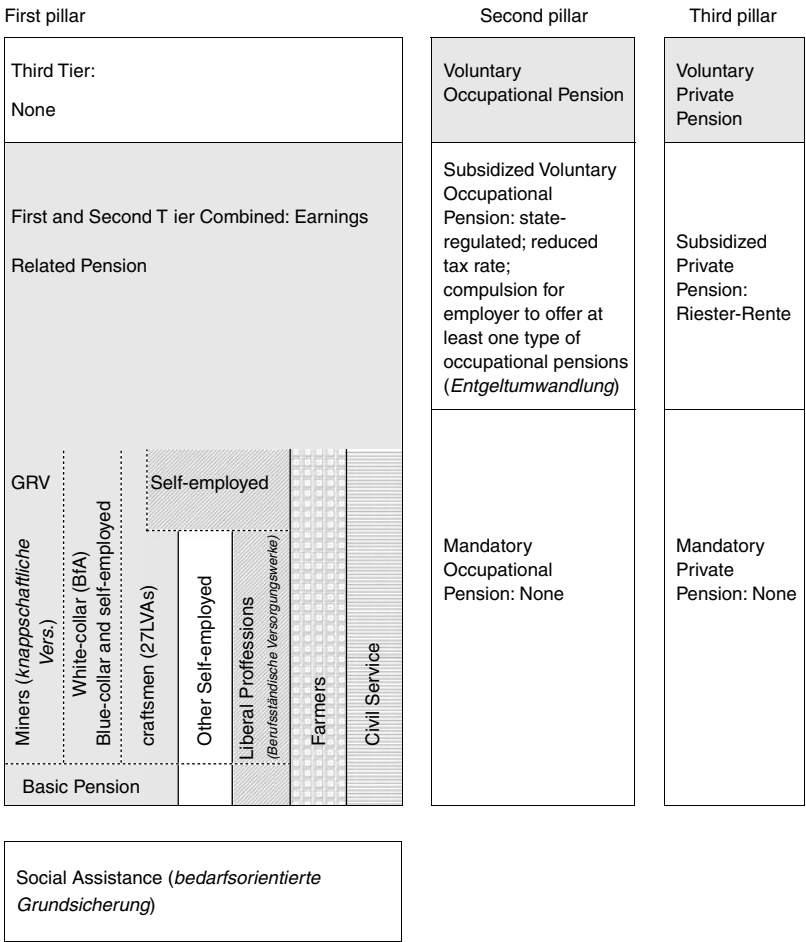 First pillar
Third Tier:
None
First and Second T ier Combined: Earnings
Related Pension
GRV
Self-employed
Miners (knappschaftliche
Vers.)
White-collar (BfA)
Blue-collar and self-employed
craftsmen (27LVAs)
Other Self-employed
Liberal Proffessions
(Berufsständische Versorgungswerke)
Farmers
Civil Service
Basic Pension
Social Assistance (bedarfsorientierte
Grundsicherung)
Second pillar
Voluntary
Occupational Pension
Subsidized Voluntary
Occupational
Pension: state-
regulated; reduced
tax rate;
compulsion for
employer to offer at
least one type of
occupational pensions
(Entgeltumwandlung)
Mandatory
Occupational
Pension: None
Third pillar
Voluntary
Private
Pension
Subsidized
Private
Pension:
Riester-Rente
Mandatory
Private
Pension: None